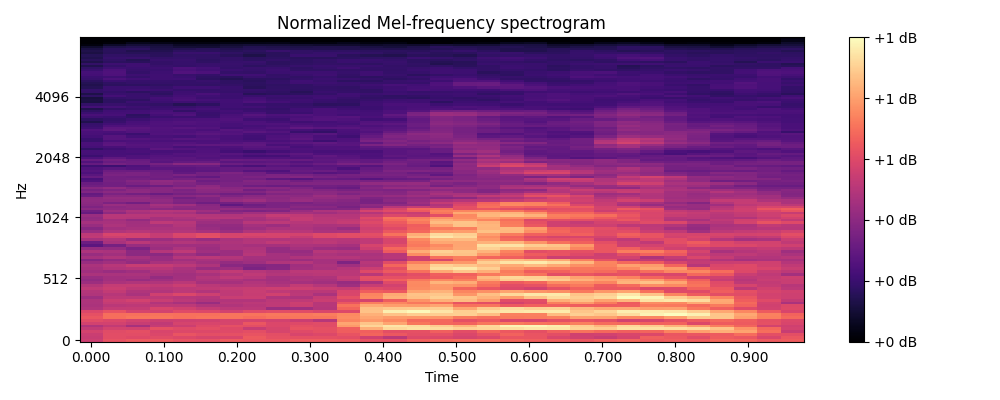 Normalized Mel-frequency spectrogram
Hz
4096
2048
1024
512
0
0.000 0.100 0.200 0.300 0.400 0.500 0.600 0.700 0.800 0.900
Time
+1 dB
+1 dB
+1 dB
+0 dB
+0 dB
+0 dB